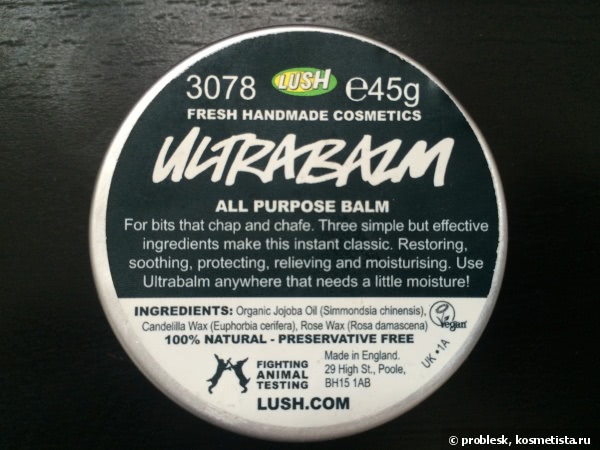 3078 LUSH ℮45g
FRESH HANDMADE COSMETICS
ULTRABALM
ALL PURPOSE BALM
For bits that chap and chafe. Three simple but effective
ingredients make this instant classic. Restoring,
soothing, protecting, relieving and moisturising. Use
Ultrabalm anywhere that needs a little moisture!
INGREDIENTS: Organic Jojoba Oil (Simmondsia chinensis),
Candelilla Wax (Euphorbia cerifera), Rose Wax (Rosa damascena)
Vegan
100% NATURAL - PRESERVATIVE FREE
UK • 1A
FIGHTING
ANIMAL
TESTING
Made in England.
29 High St., Poole,
BH15 1AB
LUSH.COM
© problesk, kosmetista.ru